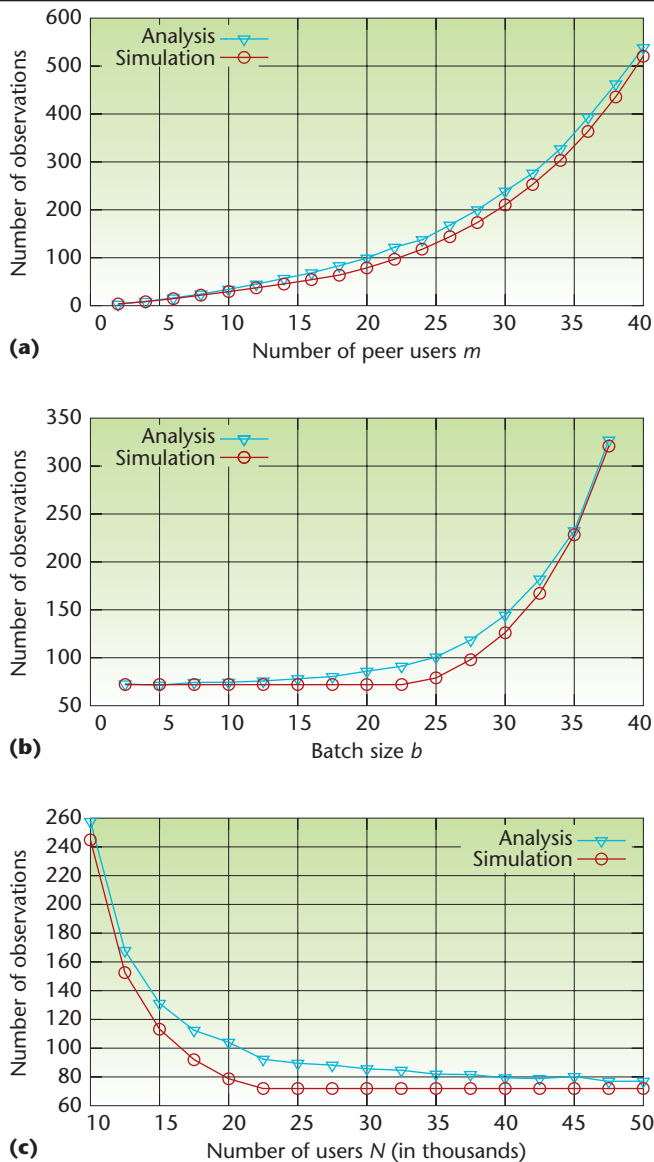 600
500
400
300
200
100
0
Number of observations
Analysis
Simulation
0 5 10 15 20 25 30 35 40
(a)
Number of peer users m
350
300
250
200
150
100
50
Number of observations
Analysis
Simulation
0 5 10 15 20 25 30 35 40
(b)
Batch size b
260
240
220
200
180
160
140
120
100
80
60
Number of observations
Analysis
Simulation
10 15 20 25 30 35 40 45 50
(c)
Number of users N (in thousands)